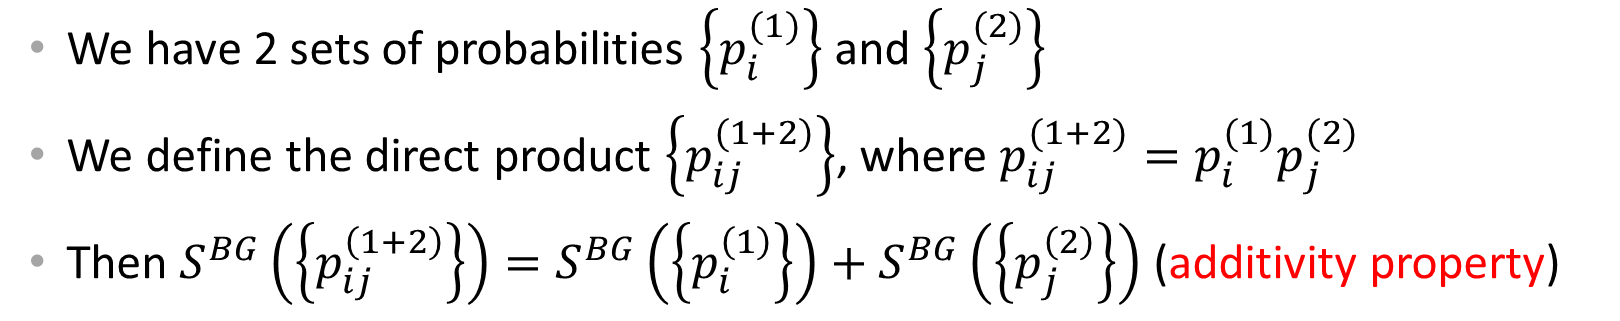 • We have 2 sets of probabilities {p_i^(1)} and {p_j^(2)}
• We define the direct product {p_ij^(1+2)}, where p_ij^(1+2) = p_i^(1) p_j^(2)
• Then S^BG ({p_ij^(1+2)}) = S^BG ({p_i^(1)}) + S^BG ({p_j^(2)}) (additivity property)